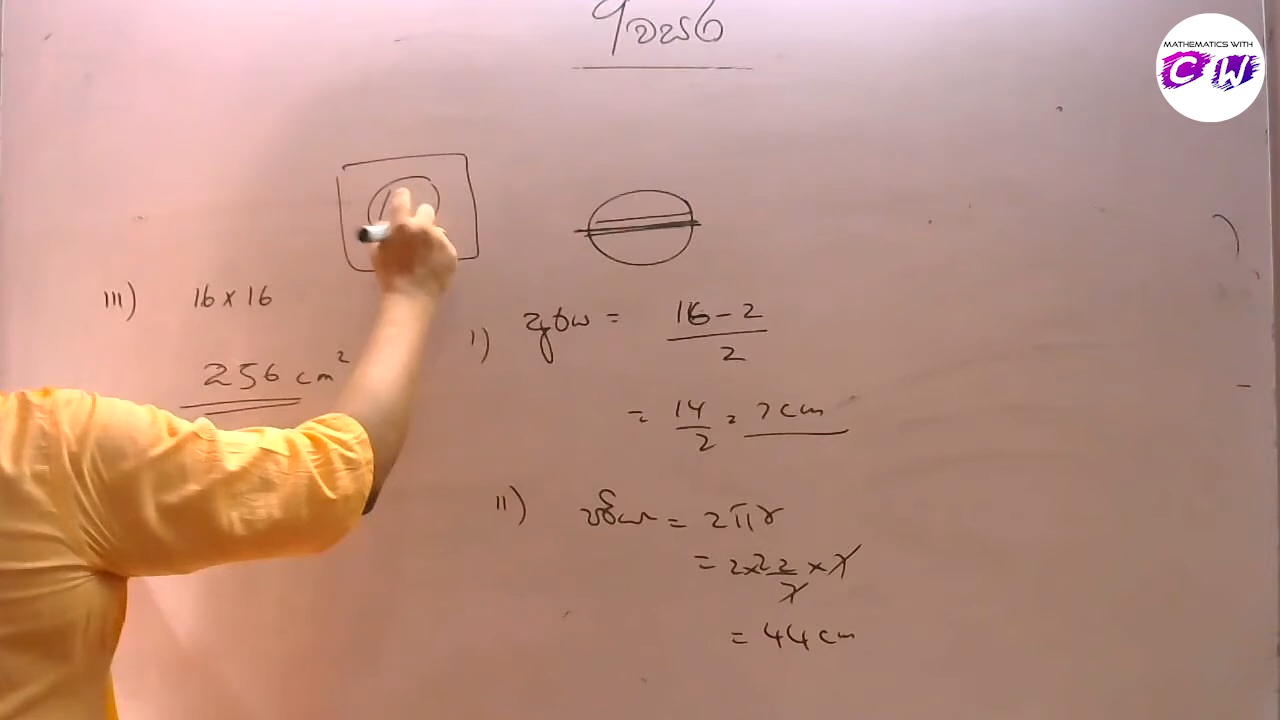 MATHEMATICS WITH
CW
III) 16 x 16
256 cm²
I) අරය = 16 - 2 / 2
= 14/2 = 7 cm
II) = 2πr
= 2 x 22/7 x 7
= 44 cm